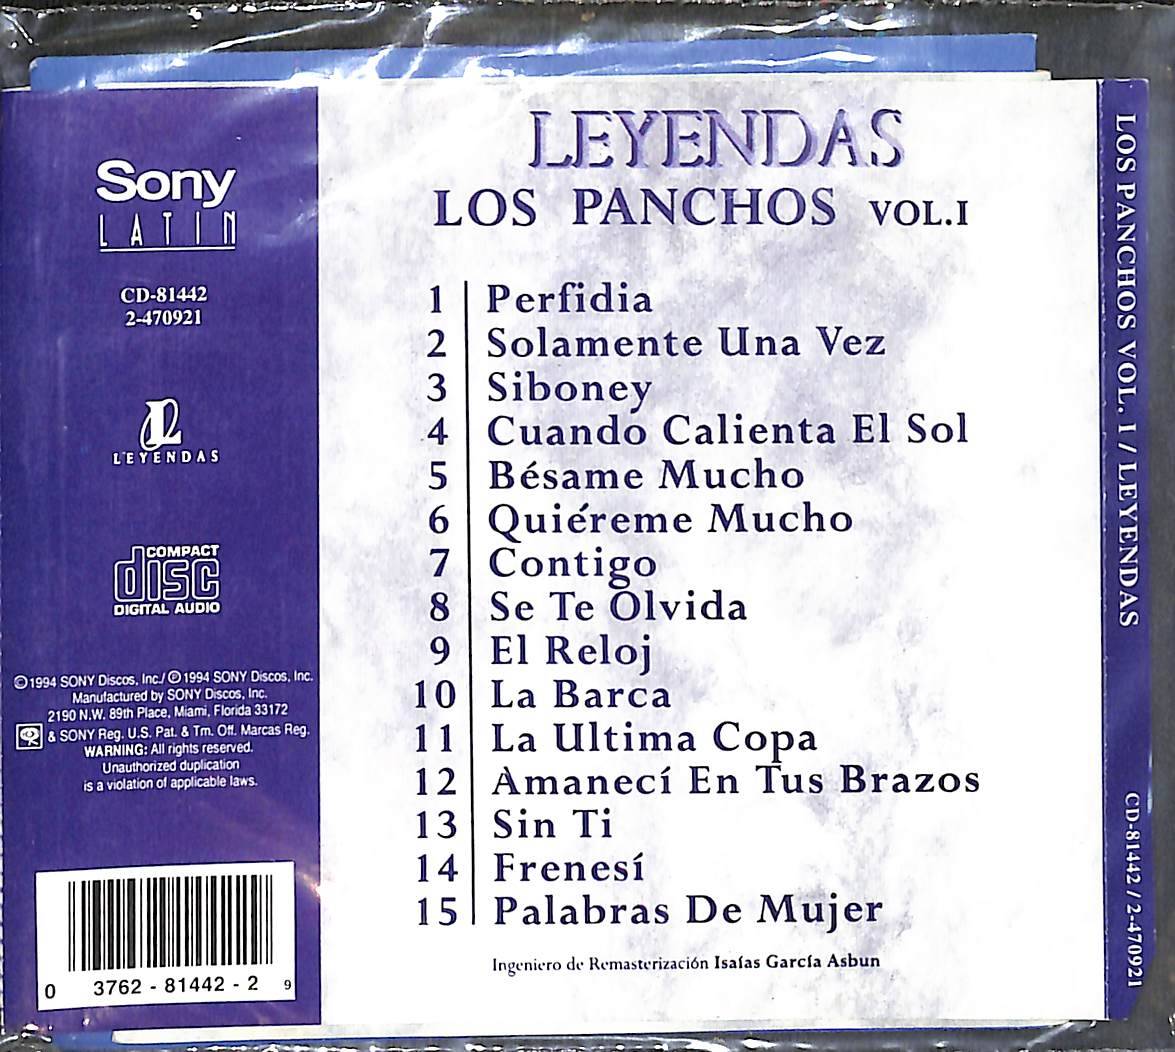 Sony
LATIN
CD-81442
2-470921
LEYENDAS
COMPACT
disc
DIGITAL AUDIO
©1994 SONY Discos, Inc./ ℗1994 SONY Discos, Inc.
Manufactured by SONY Discos, Inc.
2190 N.W. 89th Place, Miami, Florida 33172
& SONY Reg. U.S. Pat. & Tm. Off. Marcas Reg.
WARNING: All rights reserved.
Unauthorized duplication
is a violation of applicable laws.
0 3762 - 81442 - 2 9
LEYENDAS
LOS PANCHOS VOL.I
1 Perfidia
2 Solamente Una Vez
3 Siboney
4 Cuando Calienta El Sol
5 Bésame Mucho
6 Quiéreme Mucho
7 Contigo
8 Se Te Olvida
9 El Reloj
10 La Barca
11 La Ultima Copa
12 Amanecí En Tus Brazos
13 Sin Ti
14 Frenesí
15 Palabras De Mujer
Ingeniero de Remasterización Isaías García Asbun
LOS PANCHOS VOL. I / LEYENDAS
CD-81442 / 2-470921